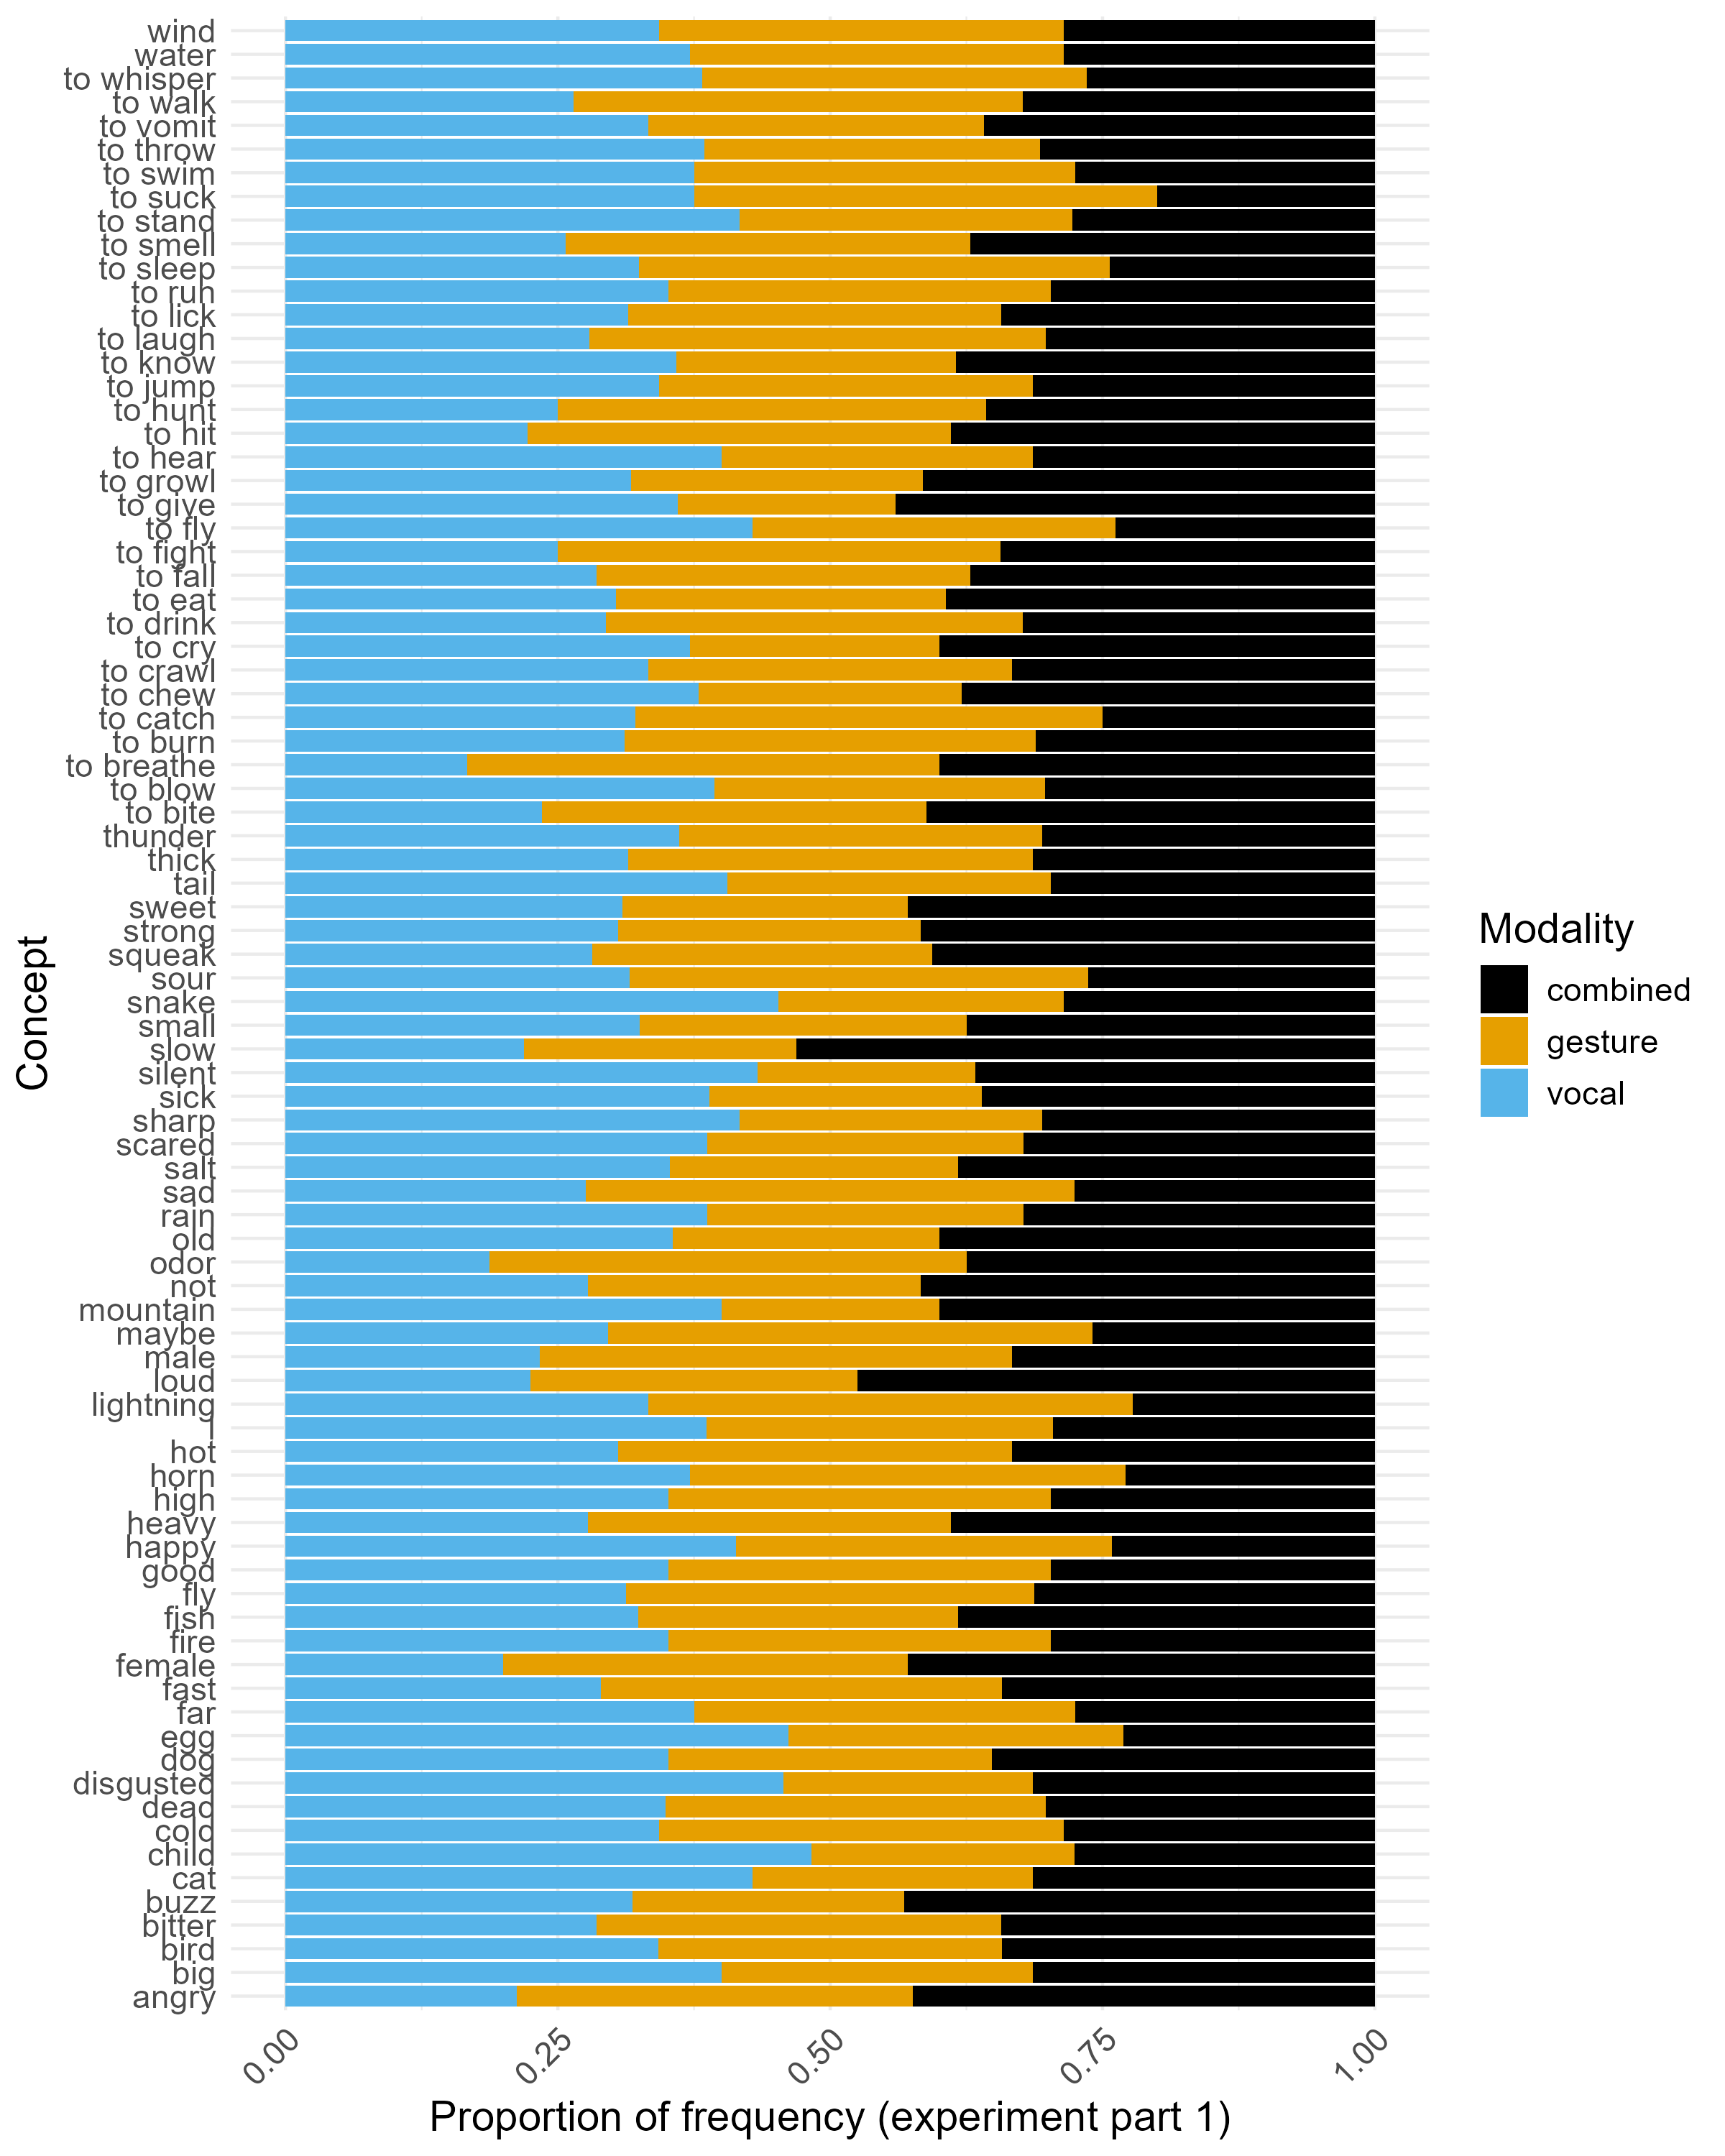 wind
water
to whisper
to walk
to vomit
to throw
to swim
to suck
to stand
to smell
to sleep
to run
to lick
to laugh
to know
to jump
to hunt
to hit
to hear
to growl
to give
to fly
to fight
to fall
to eat
to drink
to cry
to crawl
to chew
to catch
to burn
to breathe
to blow
to bite
thunder
thick
tail
sweet
strong
squeak
sour
snake
small
slow
silent
sick
sharp
scared
salt
sad
rain
old
odor
not
mountain
maybe
male
loud
lightning
I
hot
horn
high
heavy
happy
good
fly
fish
fire
female
fast
far
egg
dog
disgusted
dead
cold
child
cat
buzz
bitter
bird
big
angry
Concept
0.00 0.25 0.50 0.75 1.00
Proportion of frequency (experiment part 1)
Modality
combined
gesture
vocal